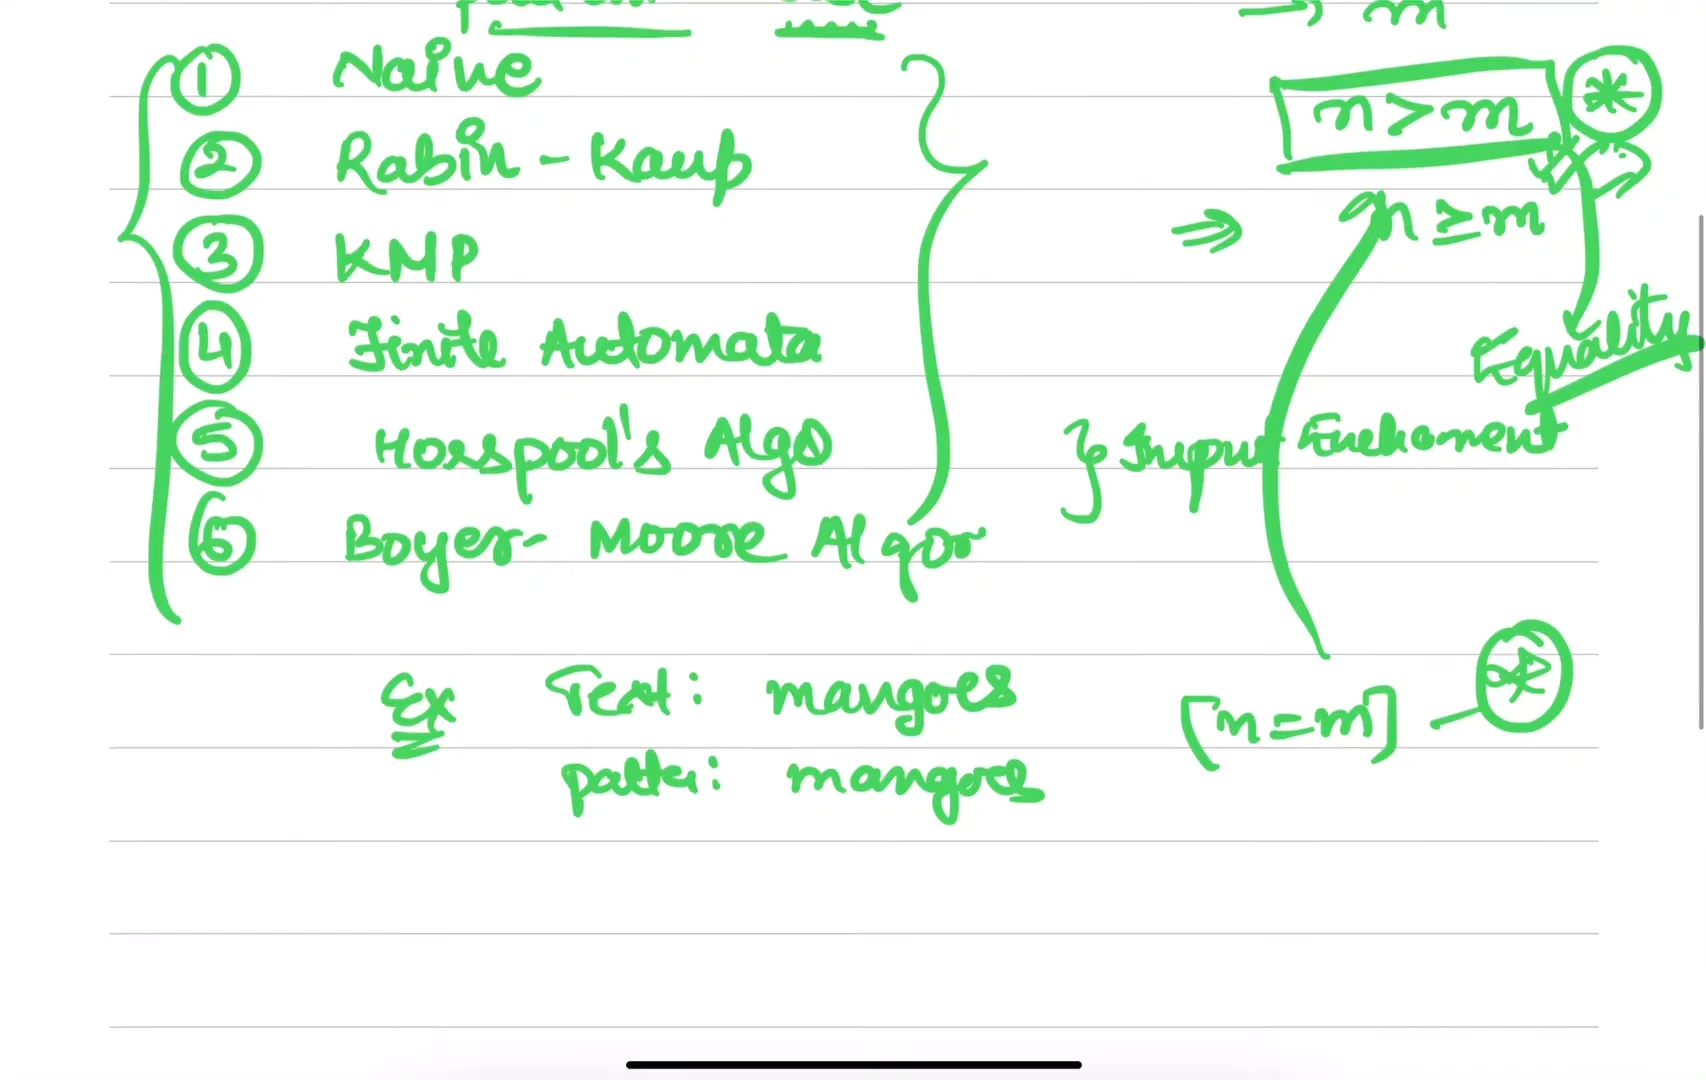 → m
① Naive
② Rabin - Karp
③ KMP
④ Finite Automata
⑤ Horspool's Algo
⑥ Boyer- Moore Algor
n > m *
⇒ n ≥ m
Equality
} Input Enchament
Ex Text: mangoes
patter: mangoes
[n = m]